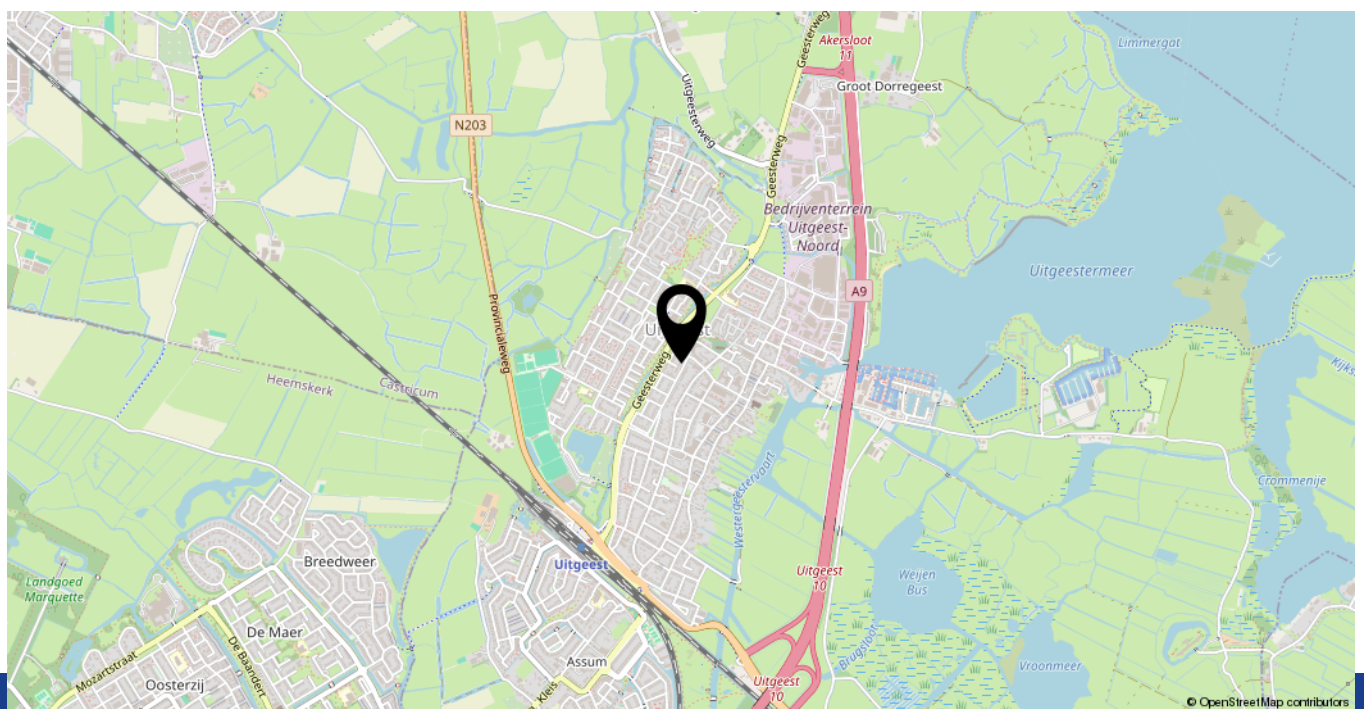 Limmergat
Akersloot
11
Geesterweg
Groot Dorregeest
Uitgeesterweg
N203
Geesterweg
Bedrijventerrein
Uitgeest-
Noord
Uitgeestermeer
A9
Provincialeweg
Geesterweg
Heemskerk
Castricum
Westergeestervaart
Crommenije
Breedweer
Uitgeest
Uitgeest
10
Weijen
Bus
Landgoed
Marquette
De Maer
De Baandert
Mozartstraat
Oosterzij
Assum
Kleis
Brugsloot
Vroonmeer
Uitgeest
10
© OpenStreetMap contributors